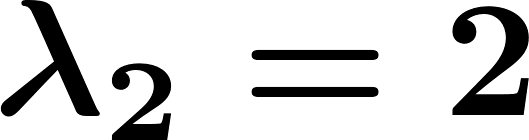 λ₂ = 2